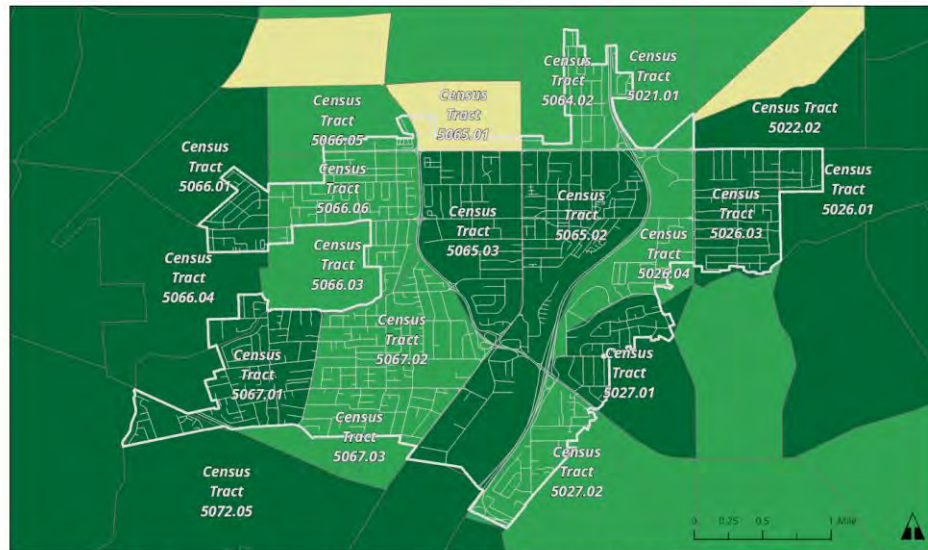 Census
Tract
5064.02
Census
Tract
5021.01
Census
Tract
5066.05
Census
Tract
5065.01
Census Tract
5022.02
Census
Tract
5066.01
Census
Tract
5066.06
Census
Tract
5065.03
Census
Tract
5065.02
Census
Tract
5026.03
Census
Tract
5026.01
Census
Tract
5026.04
Census
Tract
5066.03
Census
Tract
5066.04
Census
Tract
5067.02
Census
Tract
5067.01
Census
Tract
5027.01
Census
Tract
5067.03
Census
Tract
5027.02
Census
Tract
5072.05
0 0.25 0.5 1 Mile